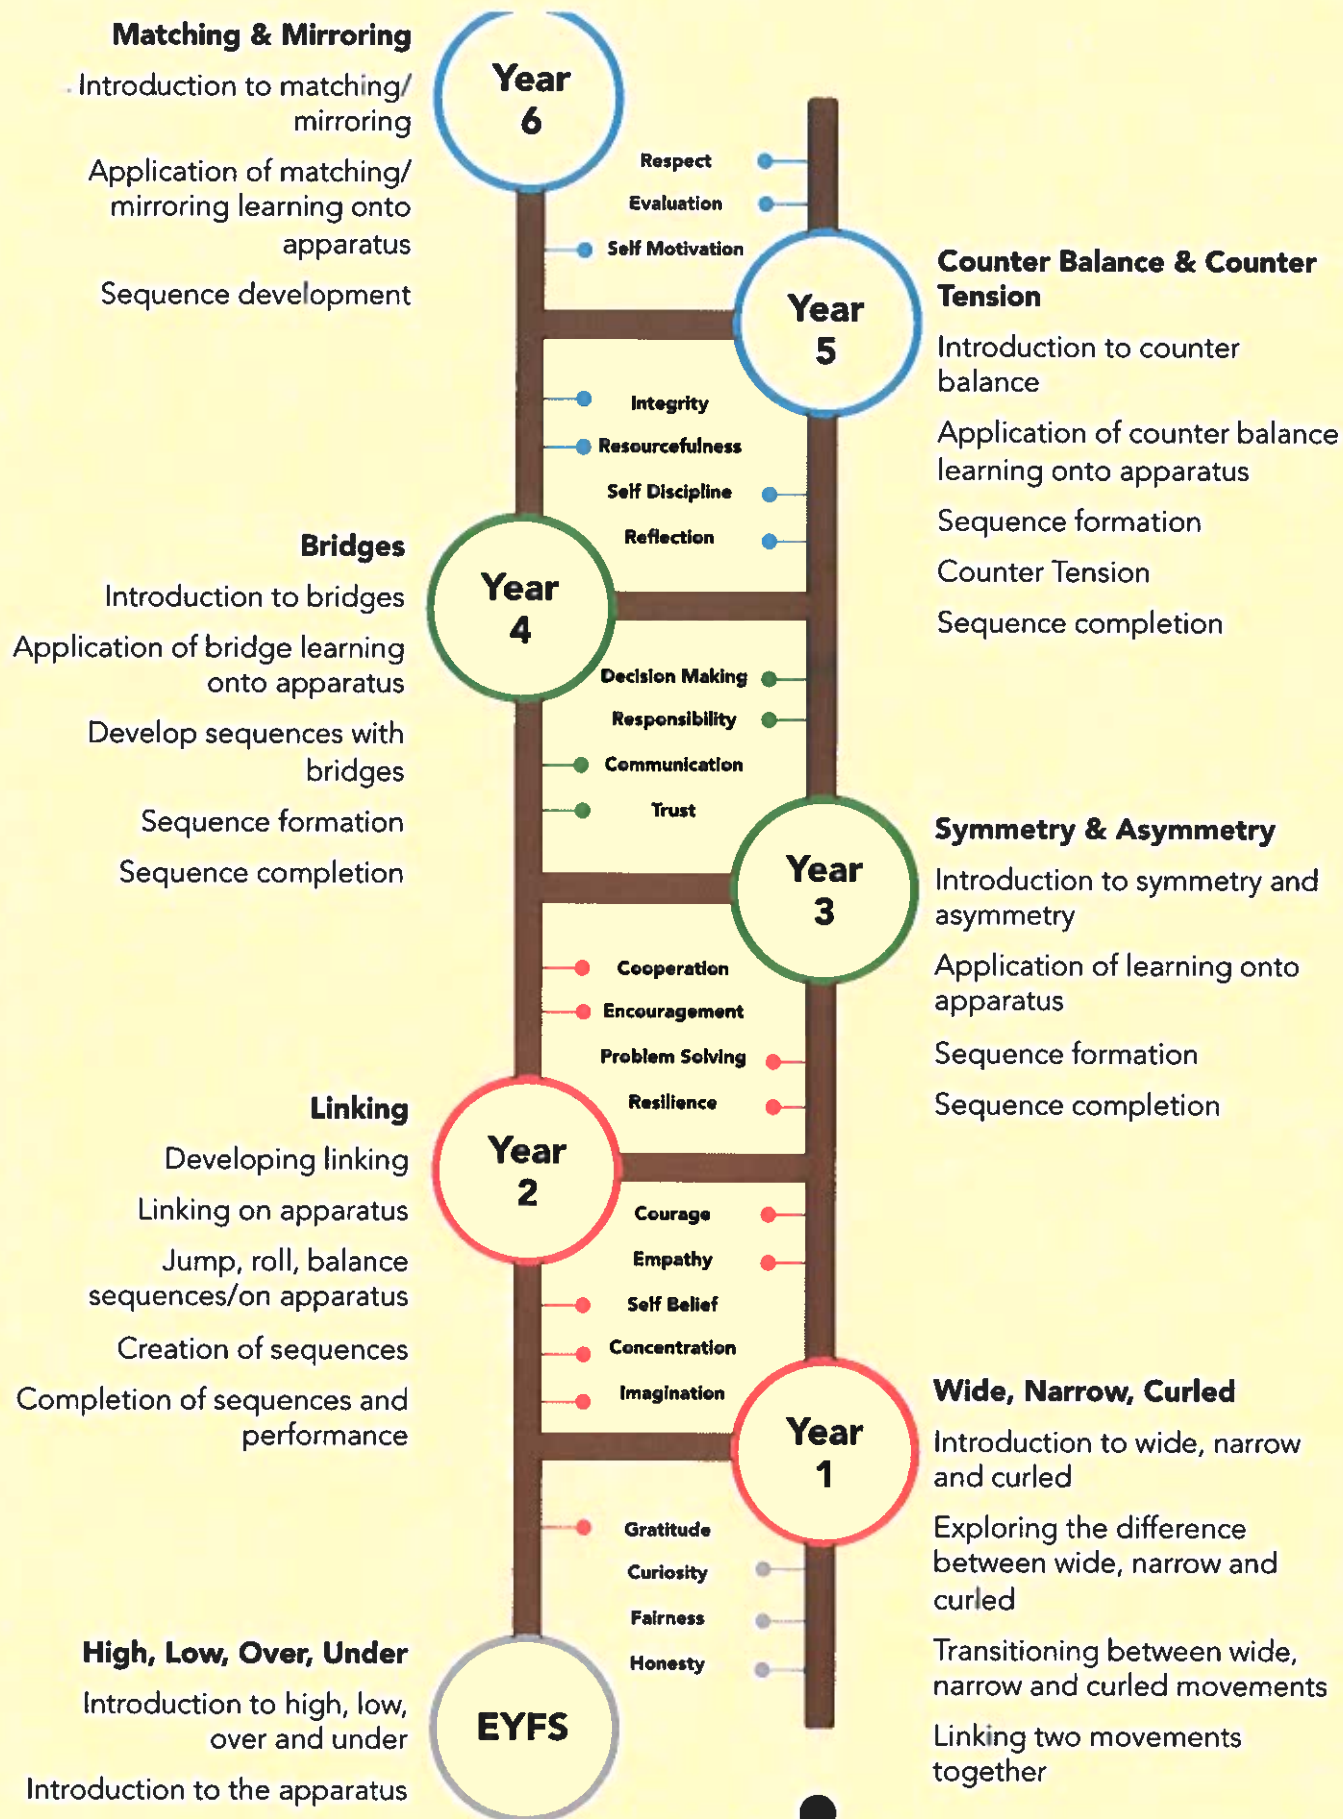 Matching & Mirroring
Introduction to matching/
mirroring
Application of matching/
mirroring learning onto
apparatus
Sequence development
Year
6
Respect
Evaluation
Self Motivation
Year
5
Counter Balance & Counter
Tension
Introduction to counter
balance
Application of counter balance
learning onto apparatus
Sequence formation
Counter Tension
Sequence completion
Integrity
Resourcefulness
Self Discipline
Reflection
Bridges
Introduction to bridges
Application of bridge learning
onto apparatus
Develop sequences with
bridges
Sequence formation
Sequence completion
Year
4
Decision Making
Responsibility
Communication
Trust
Year
3
Symmetry & Asymmetry
Introduction to symmetry and
asymmetry
Application of learning onto
apparatus
Sequence formation
Sequence completion
Cooperation
Encouragement
Problem Solving
Resilience
Linking
Developing linking
Linking on apparatus
Jump, roll, balance
sequences/on apparatus
Creation of sequences
Completion of sequences and
performance
Year
2
Courage
Empathy
Self Belief
Concentration
Imagination
Year
1
Wide, Narrow, Curled
Introduction to wide, narrow
and curled
Exploring the difference
between wide, narrow and
curled
Transitioning between wide,
narrow and curled movements
Linking two movements
together
Gratitude
Curiosity
Fairness
Honesty
High, Low, Over, Under
Introduction to high, low,
over and under
Introduction to the apparatus
EYFS